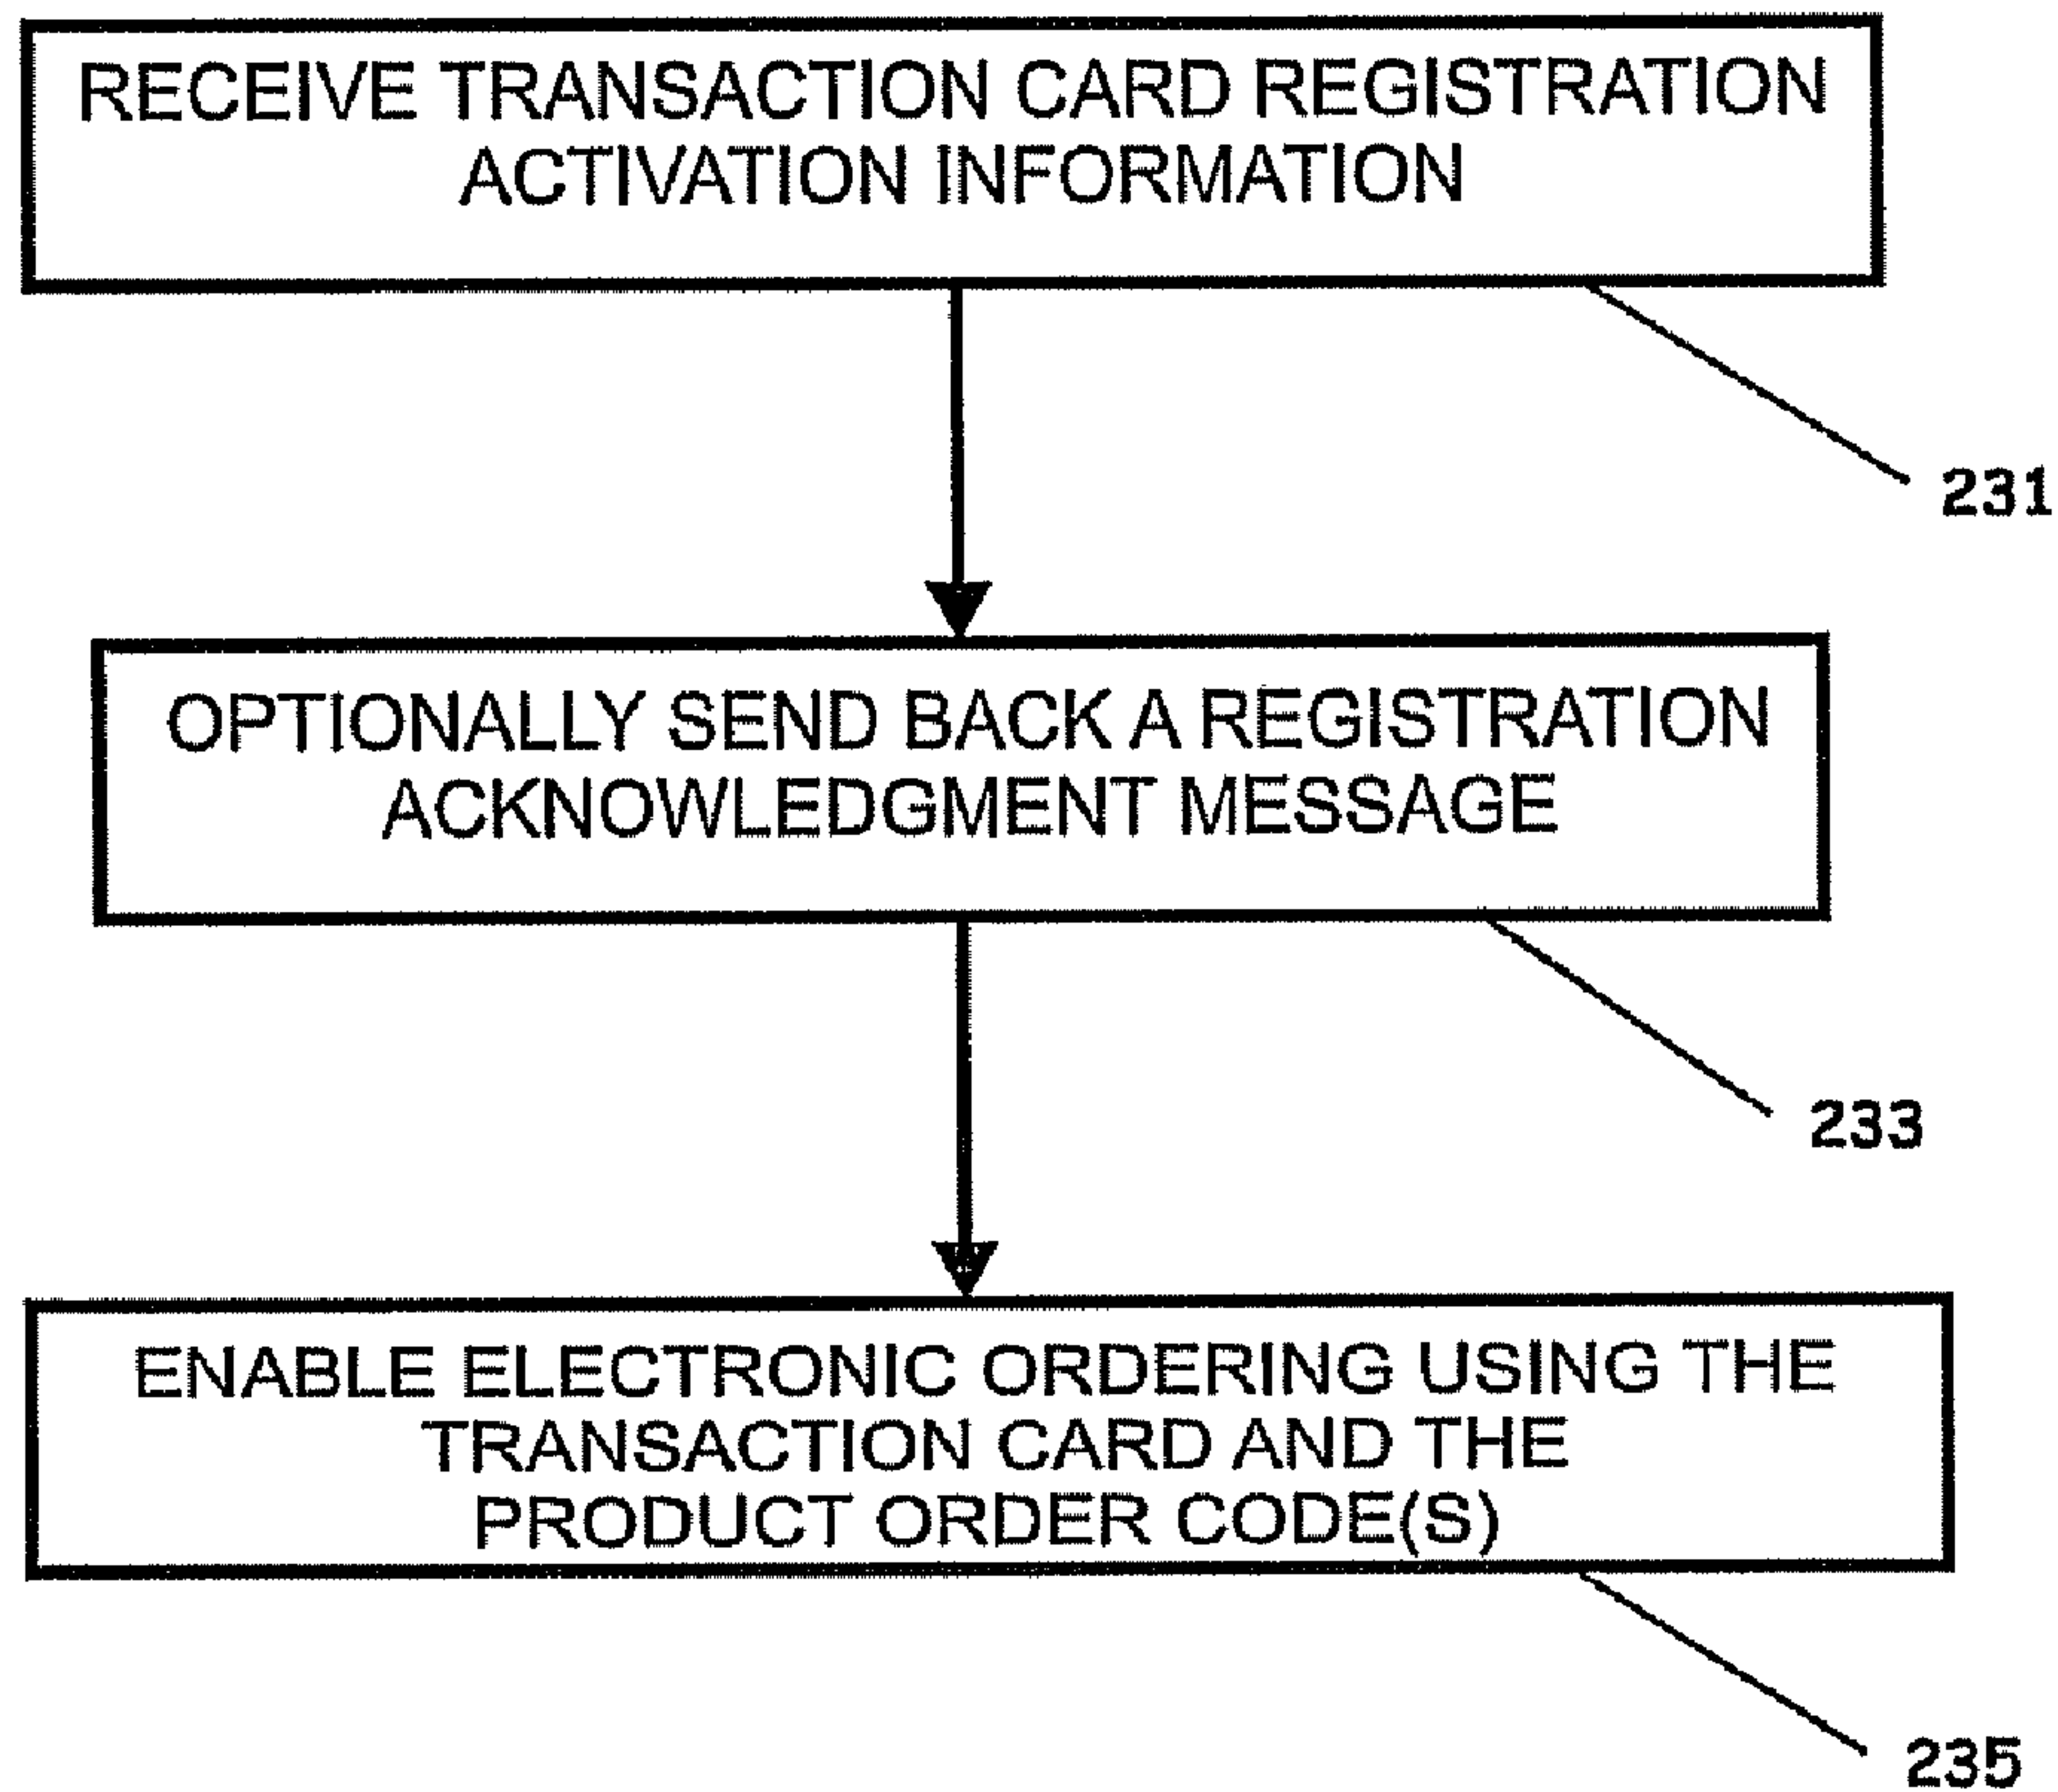 RECEIVE TRANSACTION CARD REGISTRATION
ACTIVATION INFORMATION
231
OPTIONALLY SEND BACK A REGISTRATION
ACKNOWLEDGMENT MESSAGE
233
ENABLE ELECTRONIC ORDERING USING THE
TRANSACTION CARD AND THE
PRODUCT ORDER CODE(S)
235